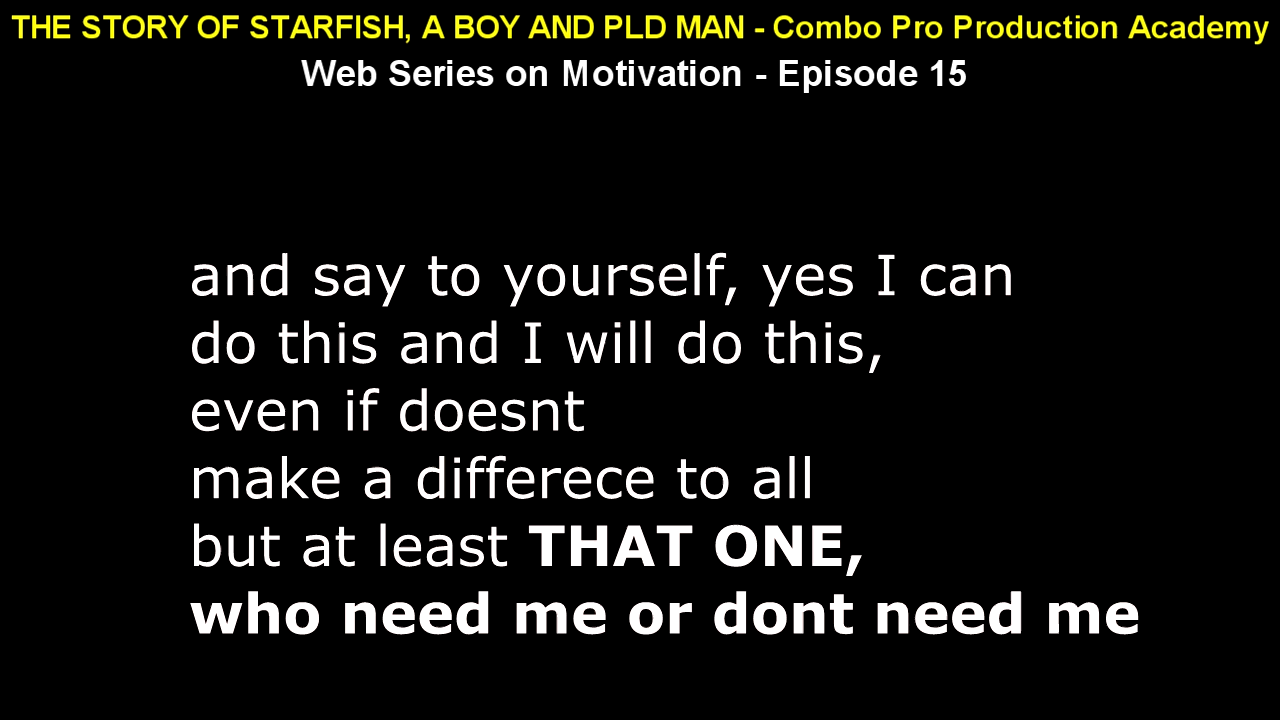 THE STORY OF STARFISH, A BOY AND PLD MAN - Combo Pro Production Academy
Web Series on Motivation - Episode 15
and say to yourself, yes I can
do this and I will do this,
even if doesnt
make a differece to all
but at least THAT ONE,
who need me or dont need me